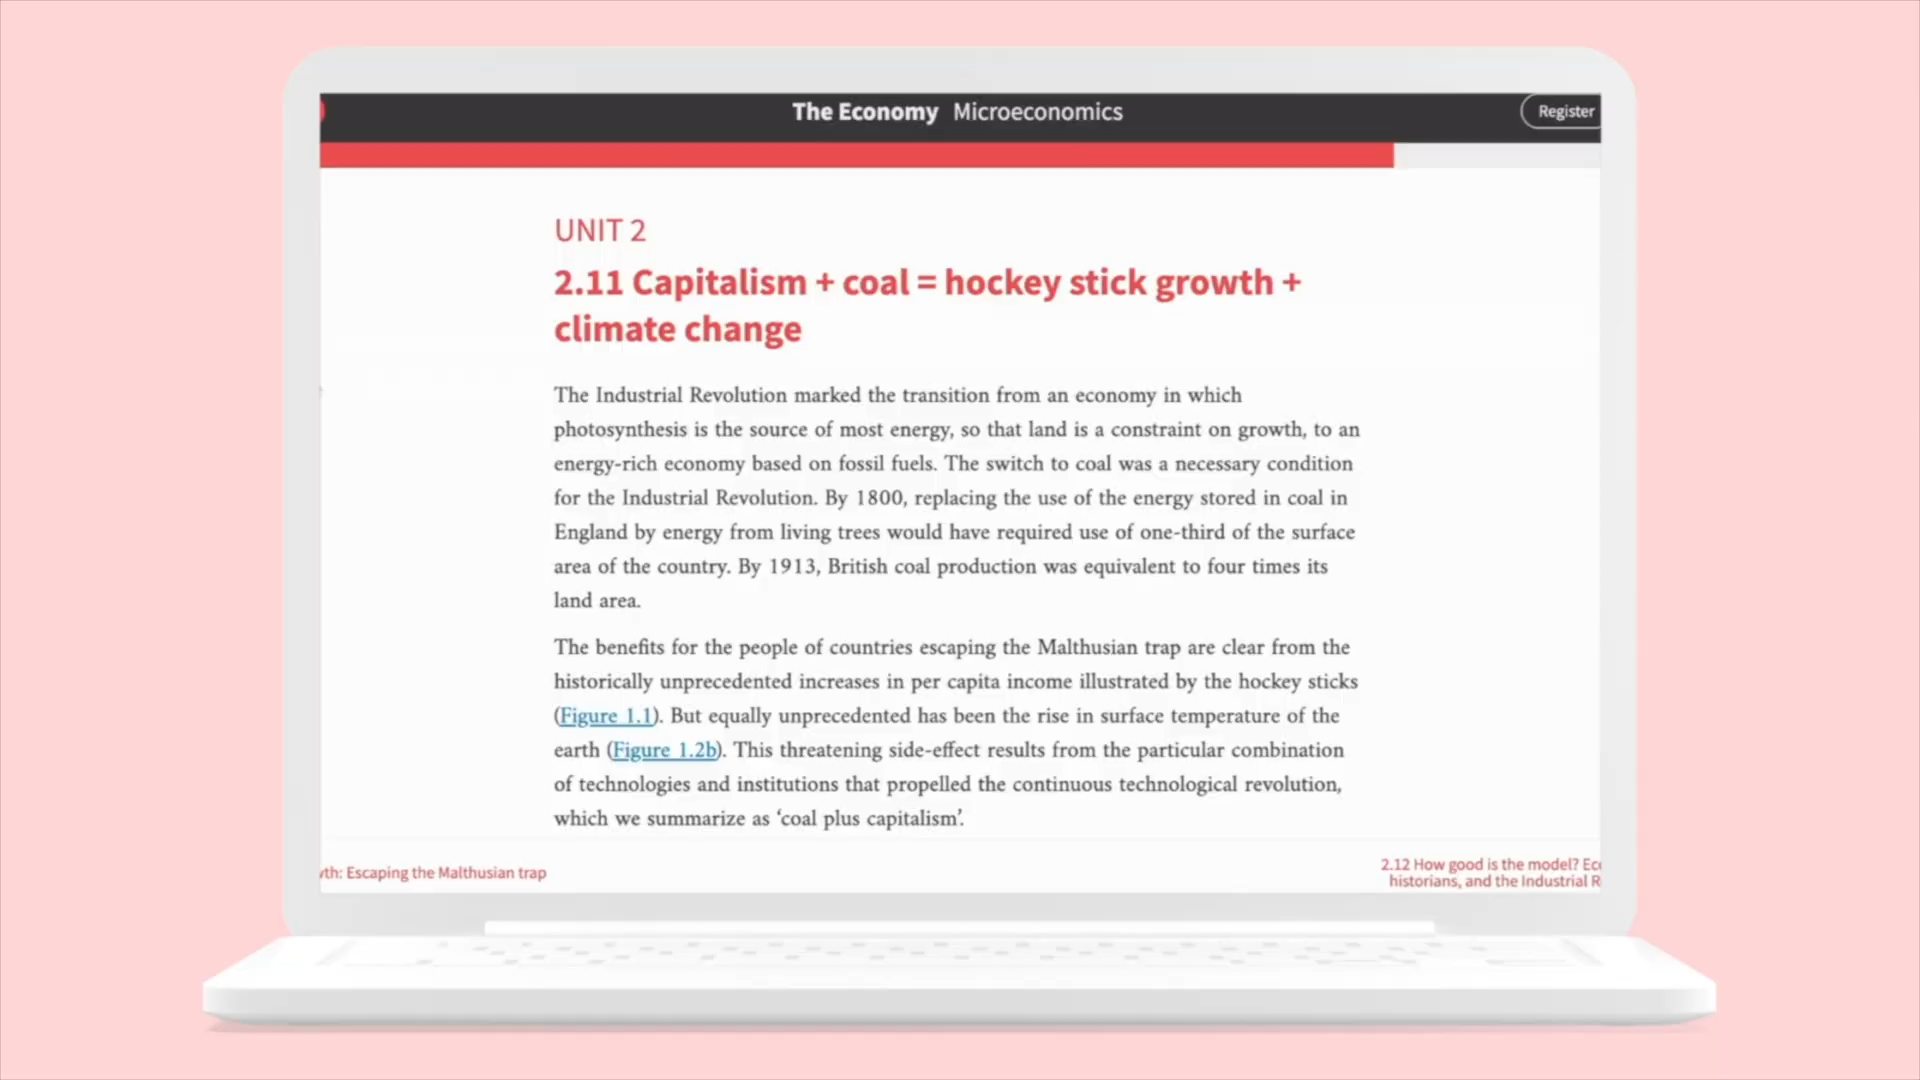 The Economy Microeconomics
Register
UNIT 2
2.11 Capitalism + coal = hockey stick growth +
climate change
The Industrial Revolution marked the transition from an economy in which
photosynthesis is the source of most energy, so that land is a constraint on growth, to an
energy-rich economy based on fossil fuels. The switch to coal was a necessary condition
for the Industrial Revolution. By 1800, replacing the use of the energy stored in coal in
England by energy from living trees would have required use of one-third of the surface
area of the country. By 1913, British coal production was equivalent to four times its
land area.
The benefits for the people of countries escaping the Malthusian trap are clear from the
historically unprecedented increases in per capita income illustrated by the hockey sticks
(Figure 1.1). But equally unprecedented has been the rise in surface temperature of the
earth (Figure 1.2b). This threatening side-effect results from the particular combination
of technologies and institutions that propelled the continuous technological revolution,
which we summarize as ‘coal plus capitalism’.
th: Escaping the Malthusian trap
2.12 How good is the model? Ec
historians, and the Industrial R